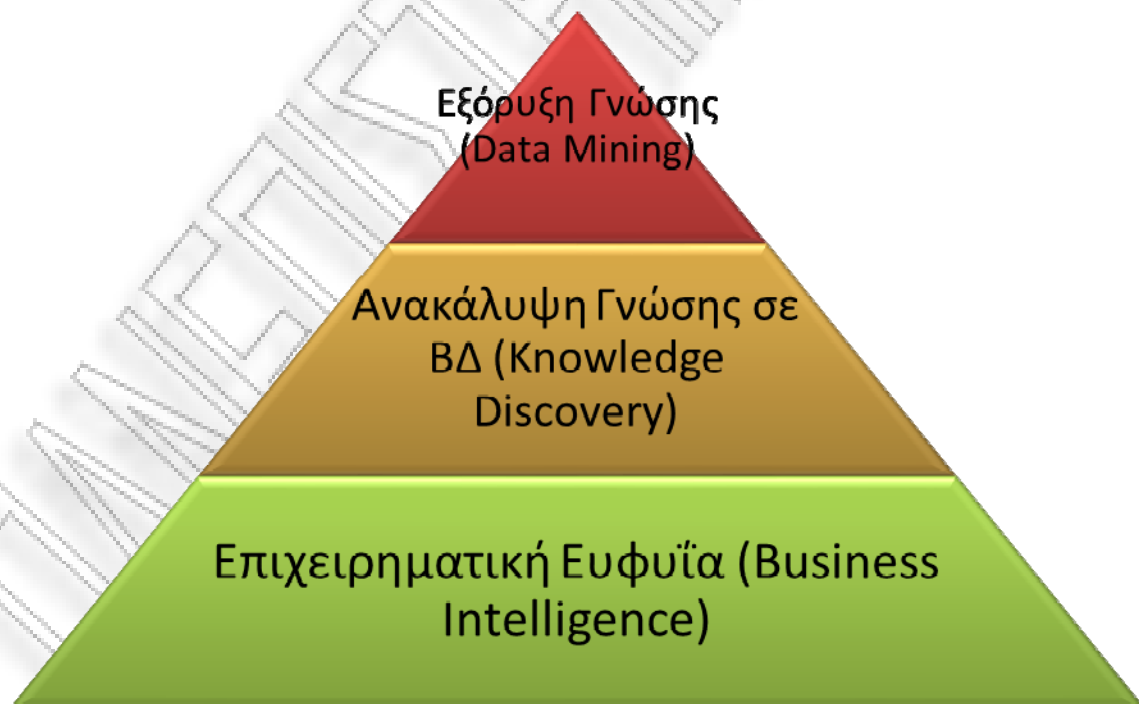 Εξόρυξη Γνώσης
(Data Mining)
Ανακάλυψη Γνώσης σε
ΒΔ (Knowledge
Discovery)
Επιχειρηματική Ευφυΐα (Business
Intelligence)